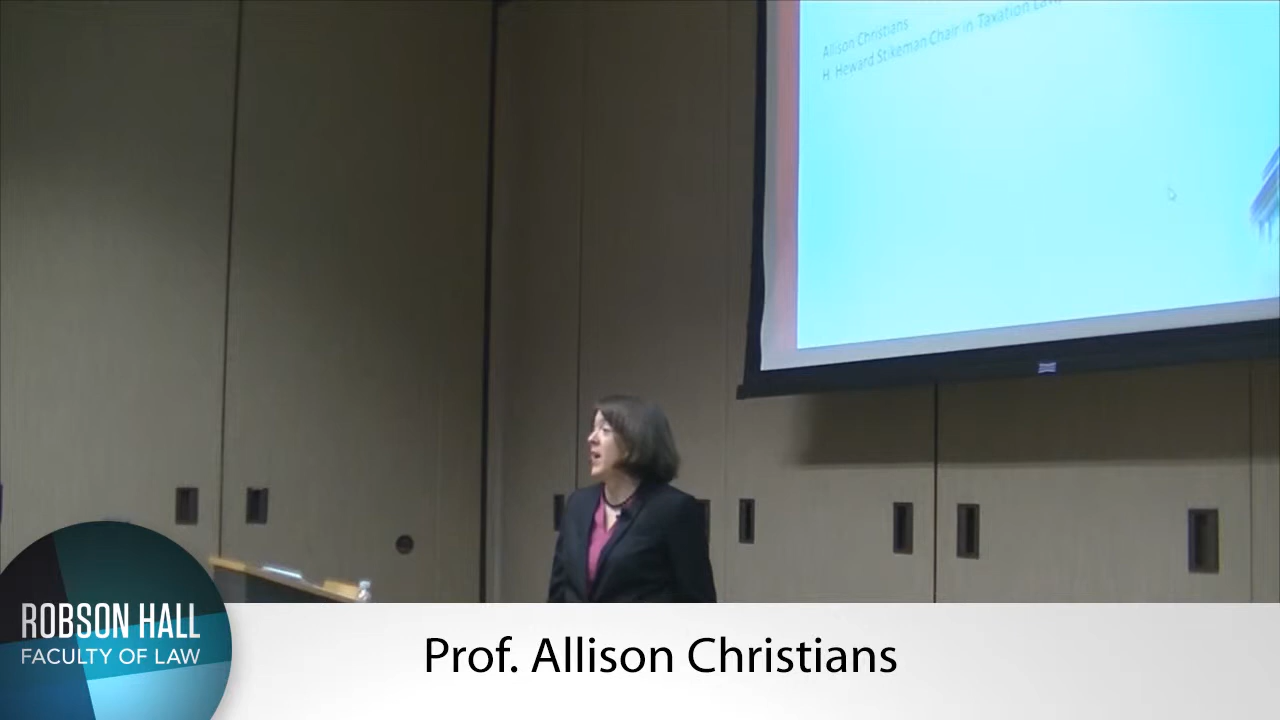 Allison Christians
H. Heward Stikeman Chair in Taxation Law,
ROBSON HALL
FACULTY OF LAW
Prof. Allison Christians